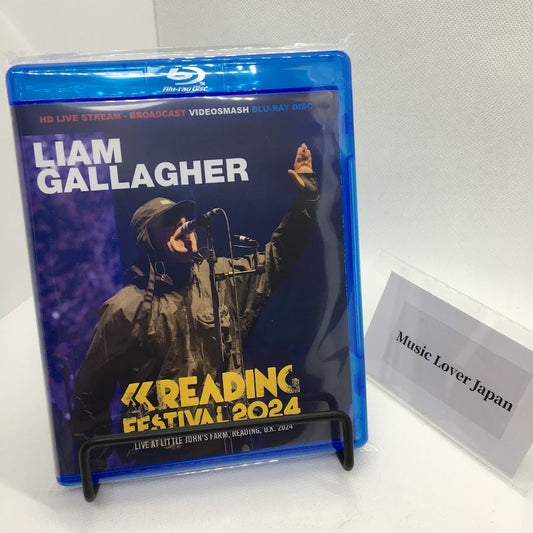 Blu-ray Disc
HD LIVE STREAM - BROADCAST VIDEOSMASH BLU-RAY DISC
LIAM
GALLAGHER
READING
FESTIVAL 2024
LIVE AT LITTLE JOHN'S FARM, READING, U.K. 2024
Music Lover Japan